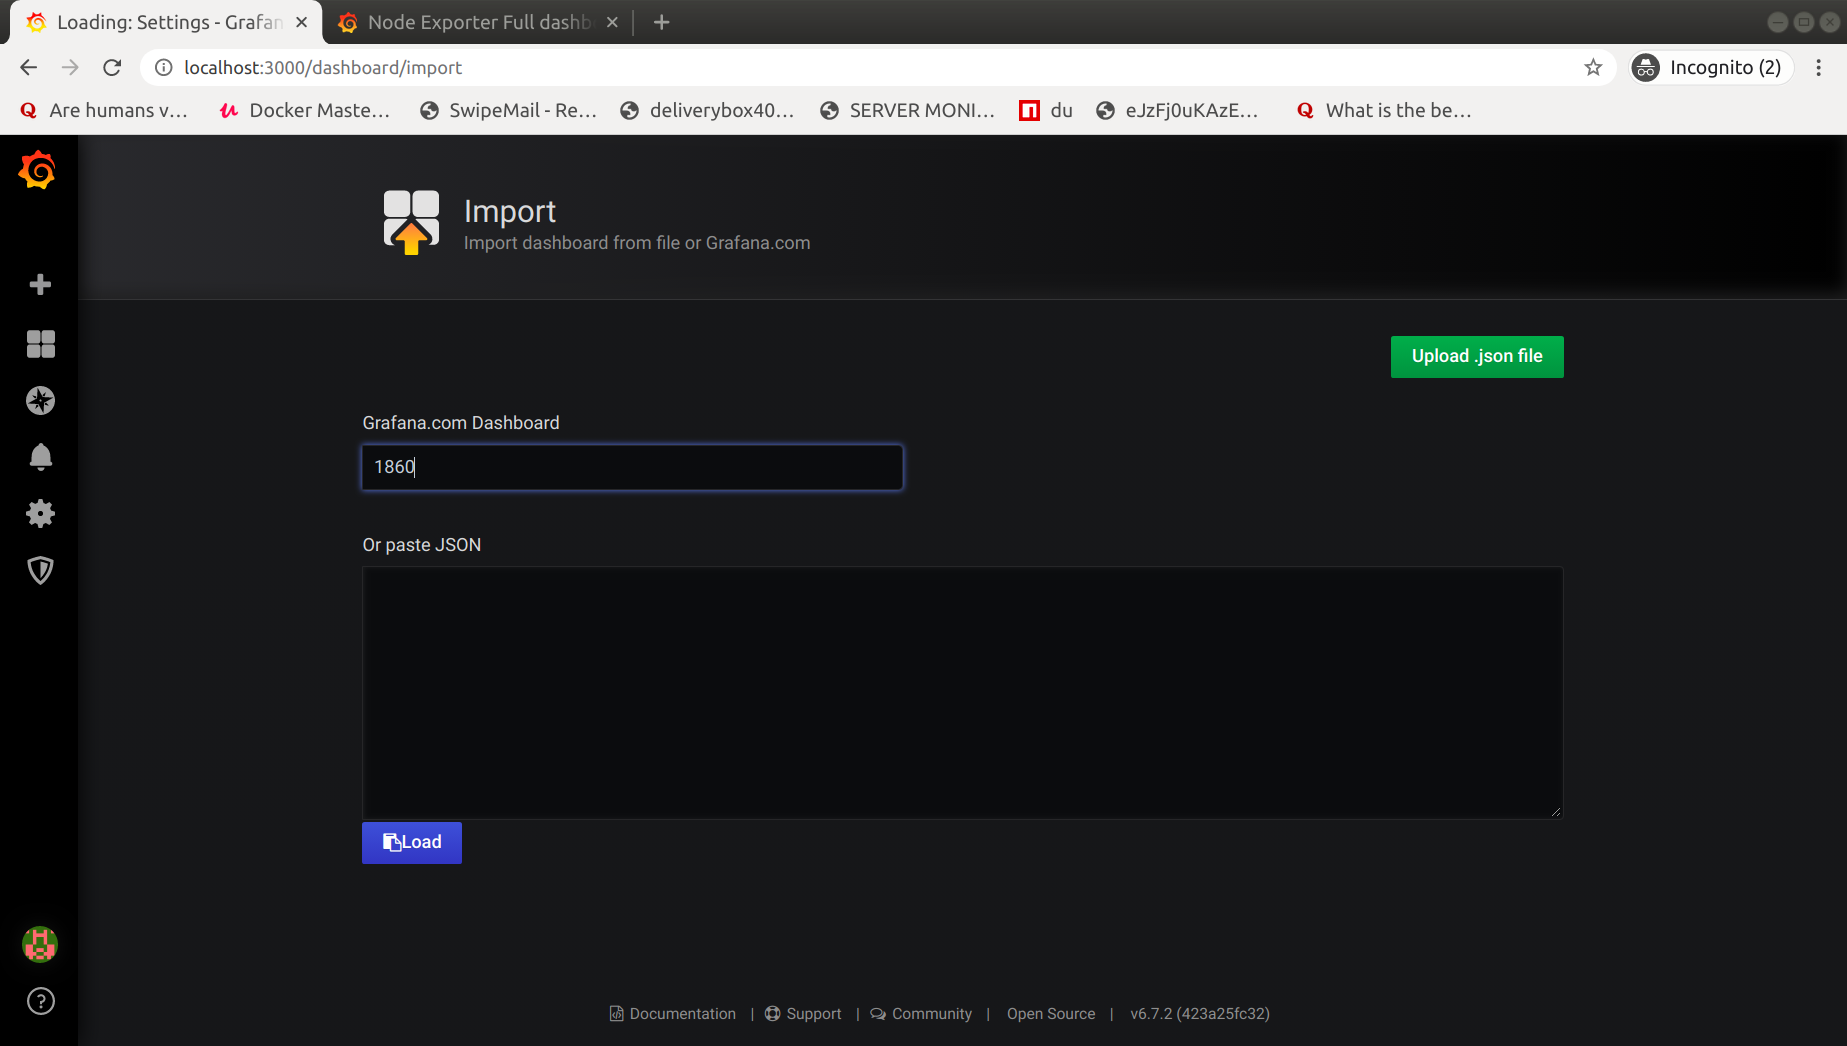 Loading: Settings - Grafan
Node Exporter Full dashb
localhost:3000/dashboard/import
Incognito (2)
Are humans v...
Docker Maste...
SwipeMail - Re...
deliverybox40...
SERVER MONI...
du
eJzFj0uKAzE...
What is the be...
Import
Import dashboard from file or Grafana.com
Upload .json file
Grafana.com Dashboard
1860
Or paste JSON
Load
Documentation | Support | Community | Open Source | v6.7.2 (423a25fc32)